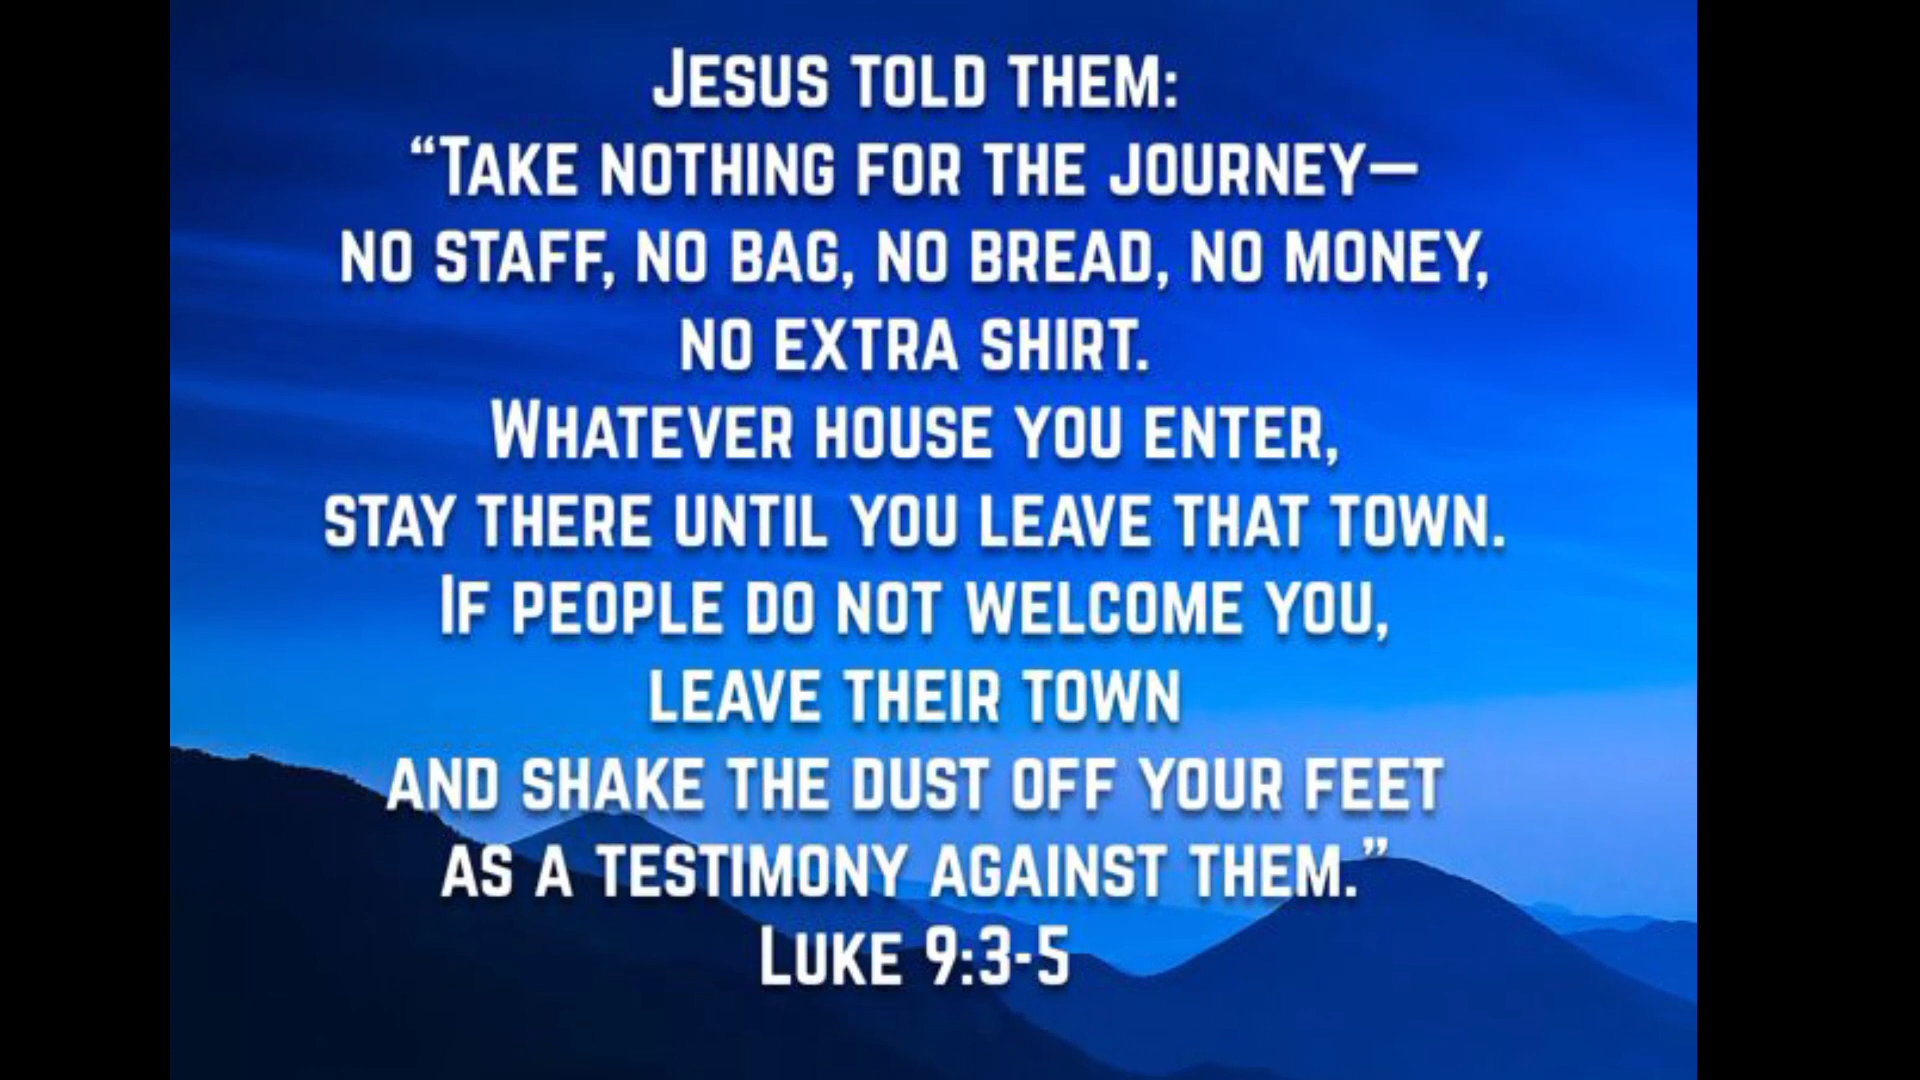 Jesus told them:
“Take nothing for the journey—
no staff, no bag, no bread, no money,
no extra shirt.
Whatever house you enter,
stay there until you leave that town.
If people do not welcome you,
leave their town
and shake the dust off your feet
as a testimony against them.”
Luke 9:3-5